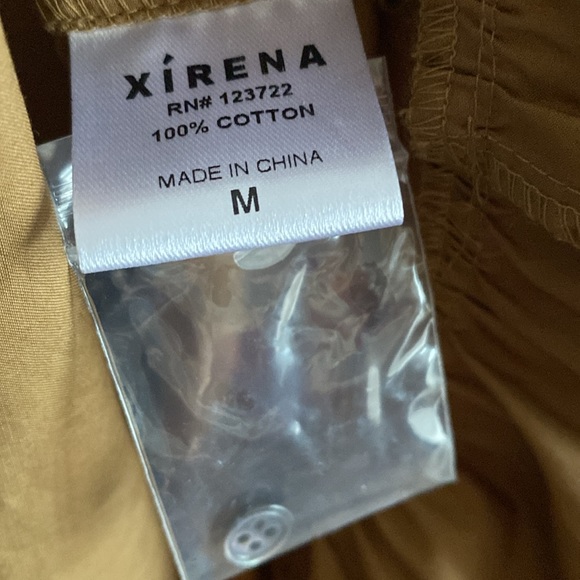 XíRENA
RN# 123722
100% COTTON
MADE IN CHINA
M